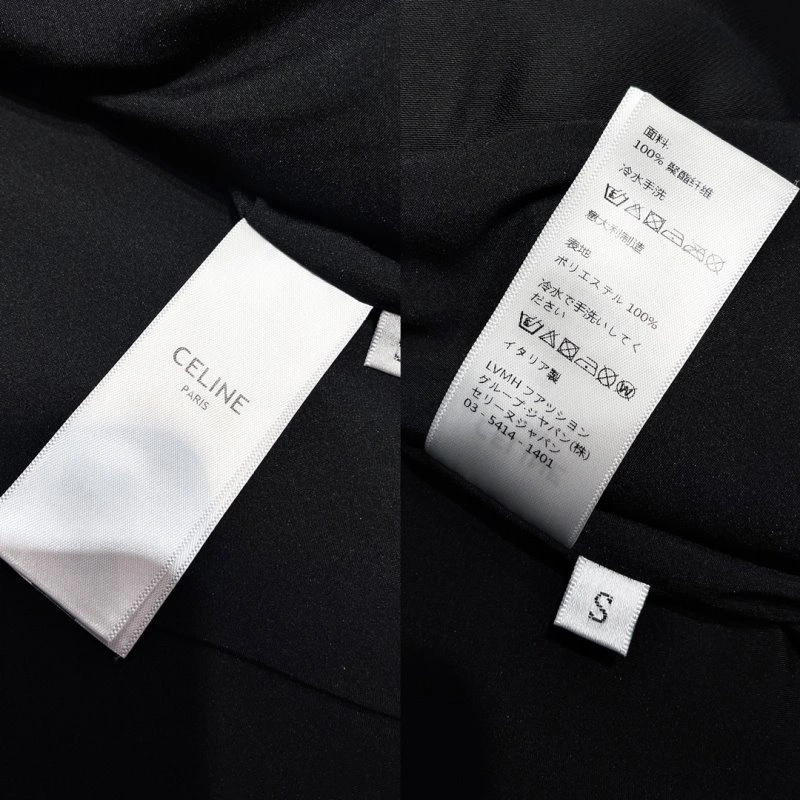 CELINE
PARIS
面料:
100% 聚酯纤维
冷水手洗
意大利制造
表地
ポリエステル 100%
冷水で手洗いしてく
ださい
イタリア製
LVMH ファッション
グループ・ジャパン(株)
セリーヌジャパン
03 - 5414 - 1401
S